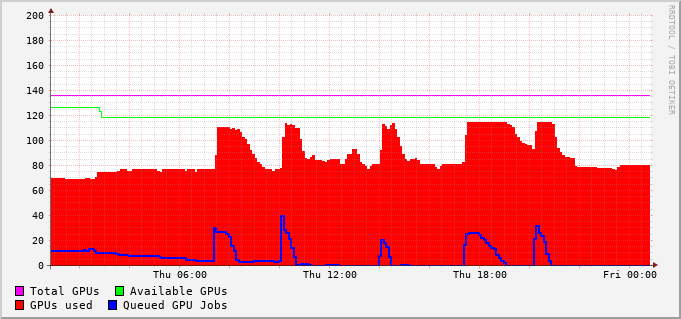 200
180
160
140
120
100
80
60
40
20
0
Thu 06:00 Thu 12:00 Thu 18:00 Fri 00:00
Total GPUs Available GPUs
GPUs used Queued GPU Jobs
RRDTOOL / TOBI OETIKER